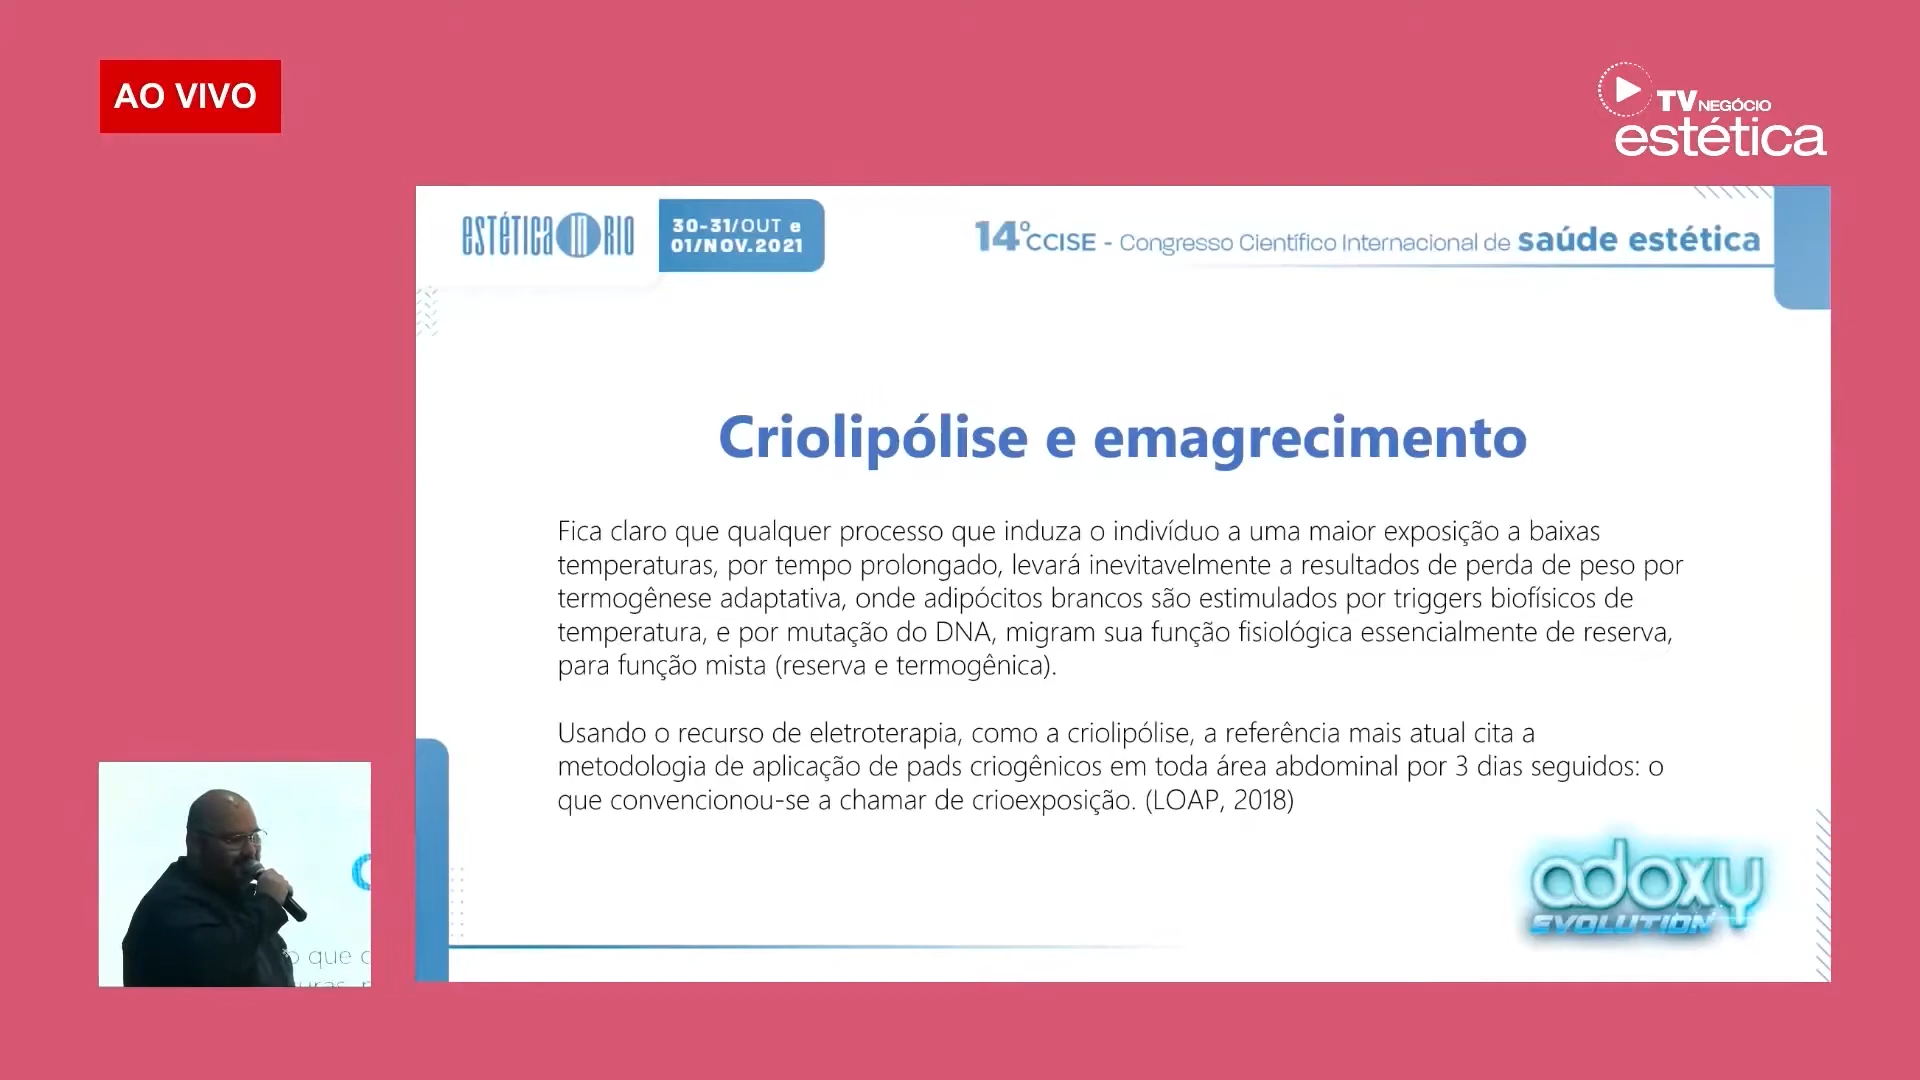 AO VIVO
TV NEGÓCIO
estética
ESTÉTICA IN RIO
30-31/OUT e
01/NOV.2021
14°CCISE - Congresso Científico Internacional de saúde estética
Criolipólise e emagrecimento
Fica claro que qualquer processo que induza o indivíduo a uma maior exposição a baixas
temperaturas, por tempo prolongado, levará inevitavelmente a resultados de perda de peso por
termogênese adaptativa, onde adipócitos brancos são estimulados por triggers biofísicos de
temperatura, e por mutação do DNA, migram sua função fisiológica essencialmente de reserva,
para função mista (reserva e termogênica).
Usando o recurso de eletroterapia, como a criolipólise, a referência mais atual cita a
metodologia de aplicação de pads criogênicos em toda área abdominal por 3 dias seguidos: o
que convencionou-se a chamar de crioexposição. (LOAP, 2018)
adoxy
EVOLUTION
o que